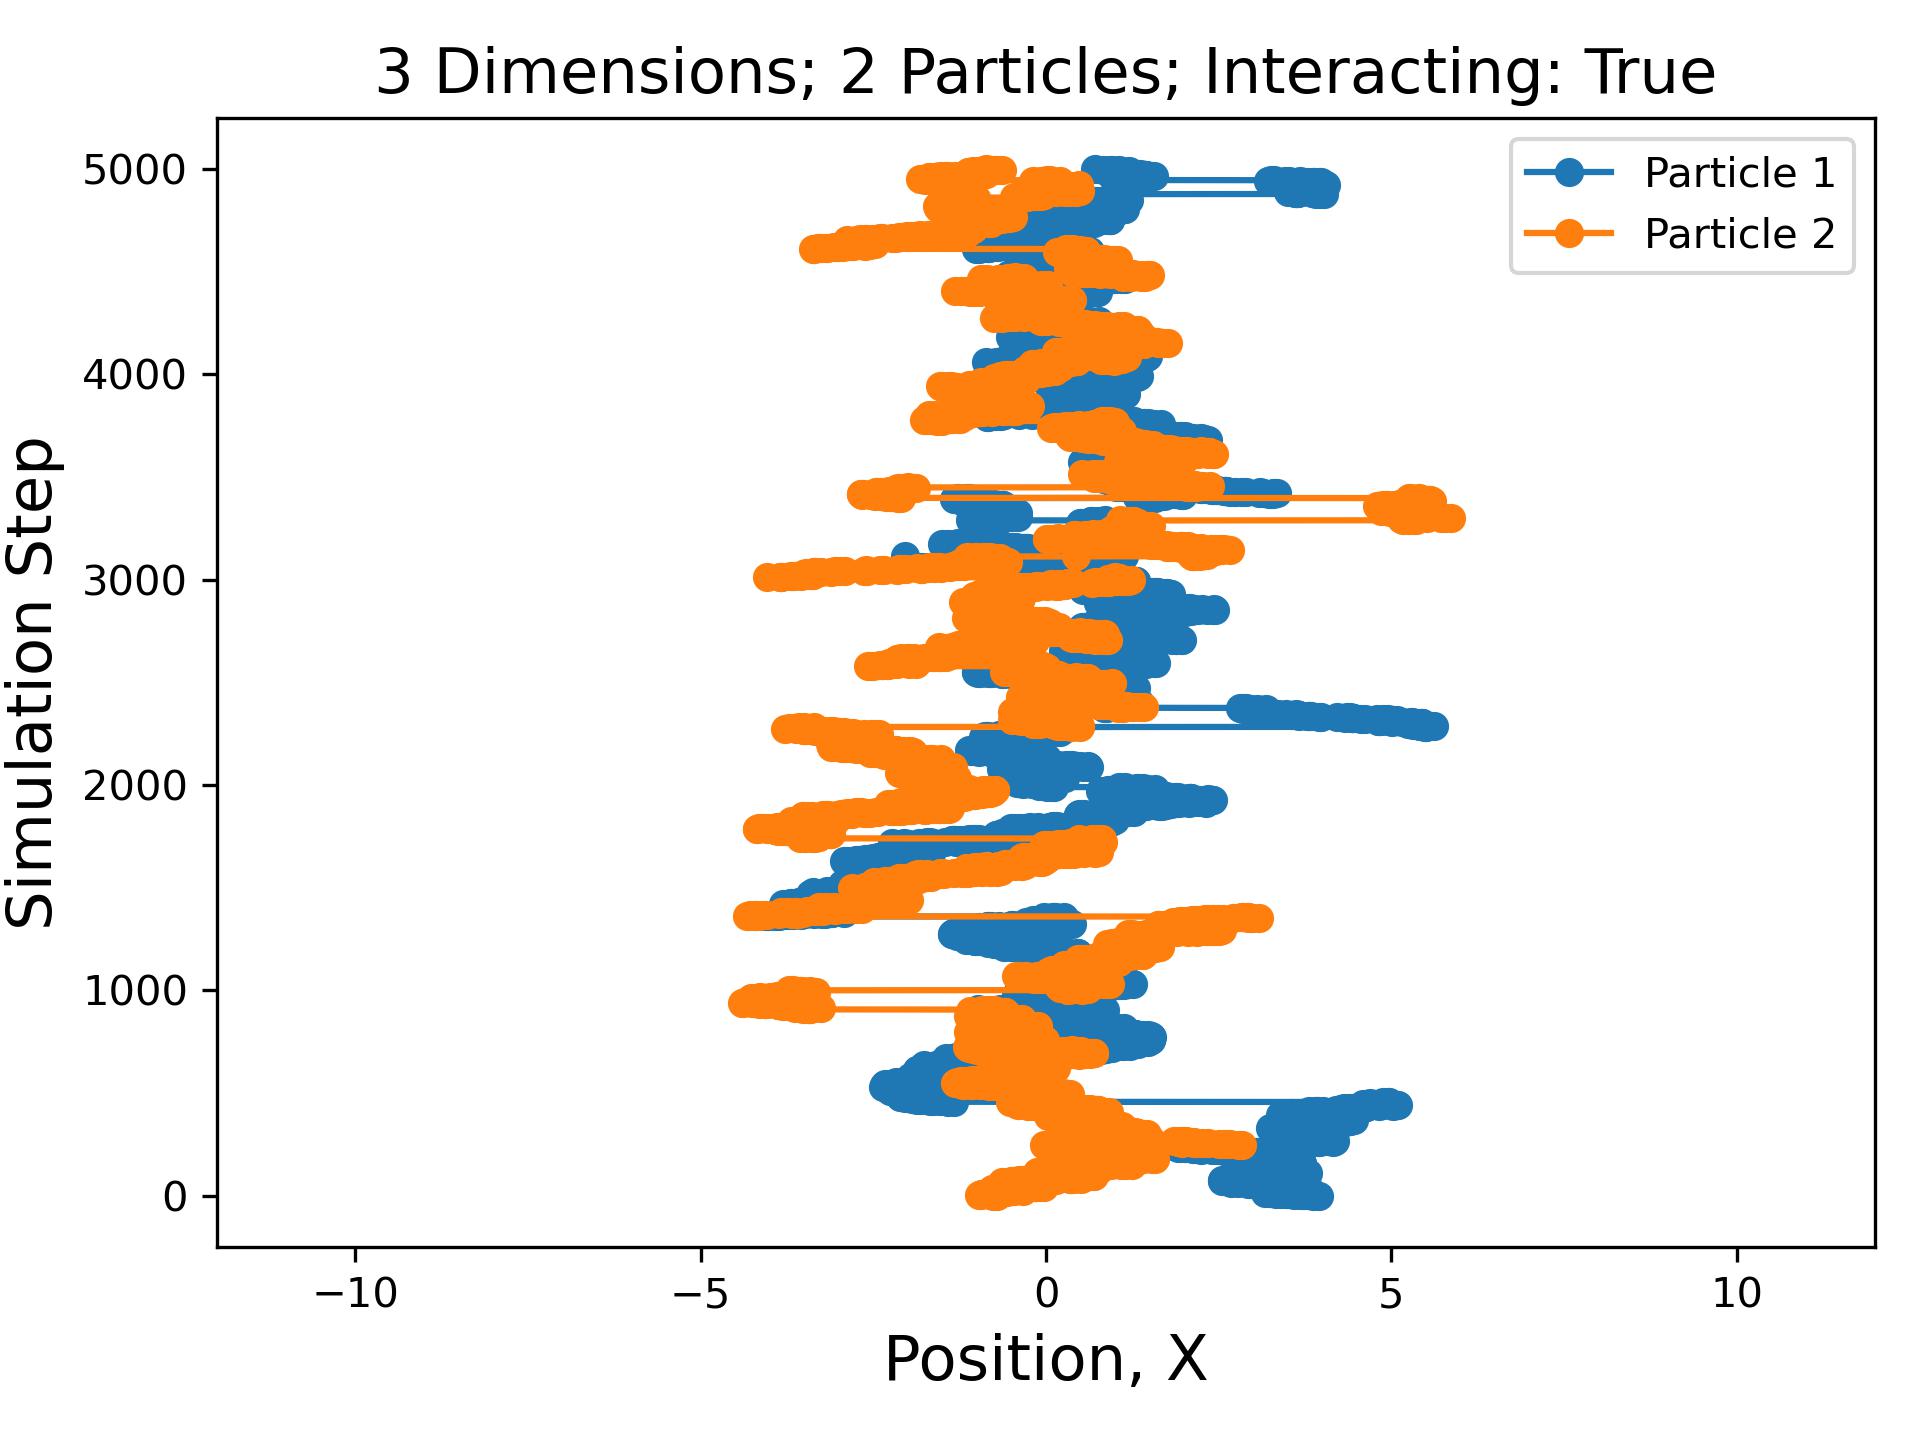 3 Dimensions; 2 Particles; Interacting: True
Particle 1
Particle 2
5000
4000
3000
2000
1000
0
Simulation Step
−10
−5
0
5
10
Position, X